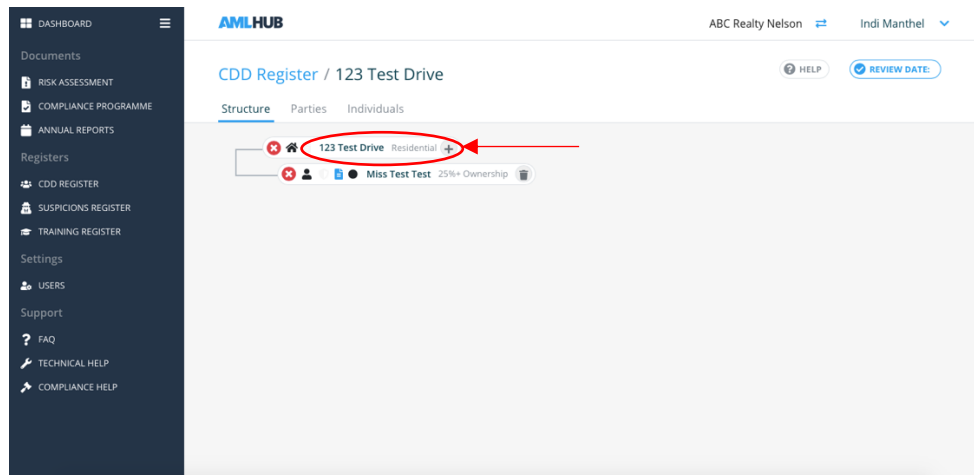 DASHBOARD
Documents
RISK ASSESSMENT
COMPLIANCE PROGRAMME
ANNUAL REPORTS
Registers
CDD REGISTER
SUSPICIONS REGISTER
TRAINING REGISTER
Settings
USERS
Support
FAQ
TECHNICAL HELP
COMPLIANCE HELP
AMLHUB
ABC Realty Nelson
Indi Manthel
CDD Register / 123 Test Drive
HELP
REVIEW DATE:
Structure Parties Individuals
123 Test Drive Residential
Miss Test Test 25%+ Ownership